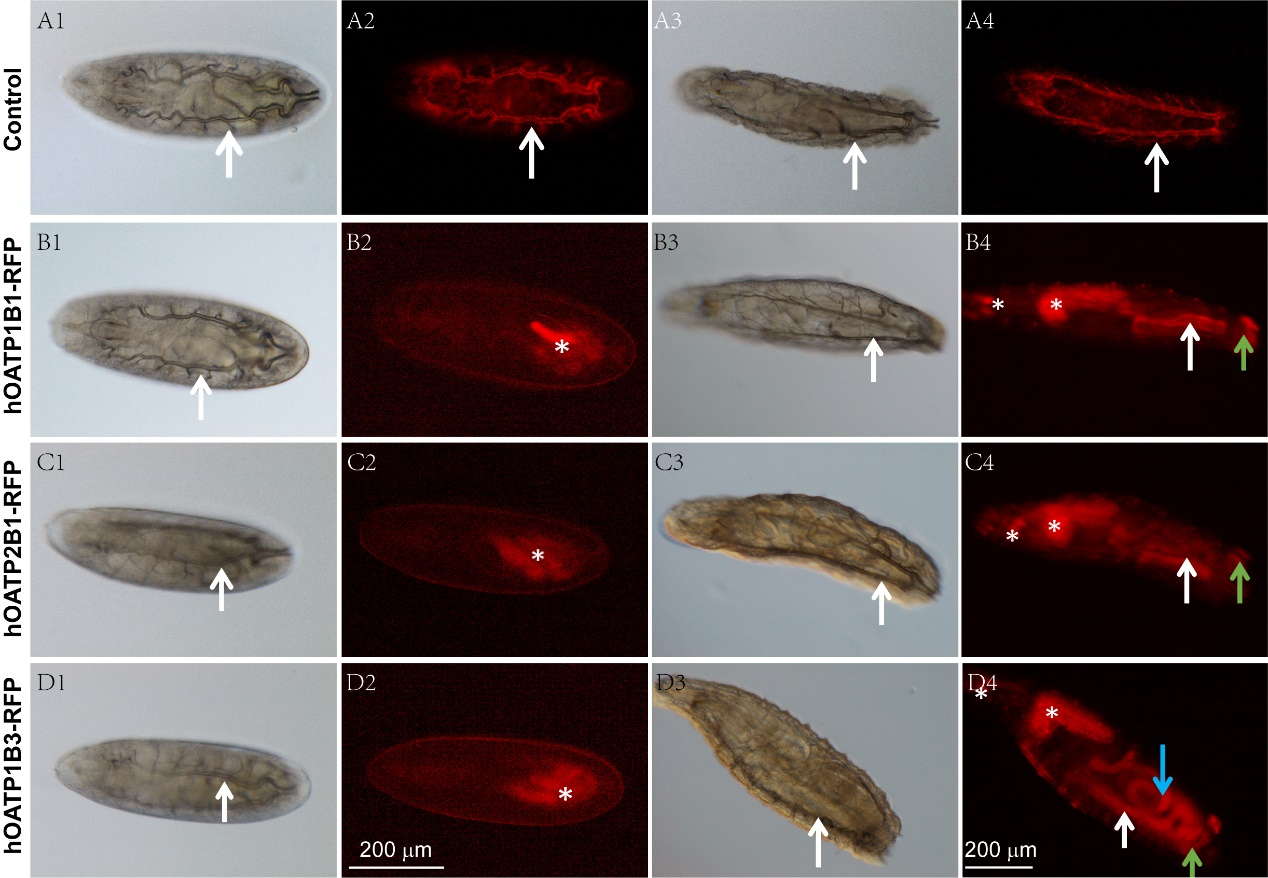 Control
A1
A2
A3
A4
hOATP1B1-RFP
B1
B2
B3
B4
hOATP2B1-RFP
C1
C2
C3
C4
hOATP1B3-RFP
D1
D2
D3
D4
200 μm
200 μm